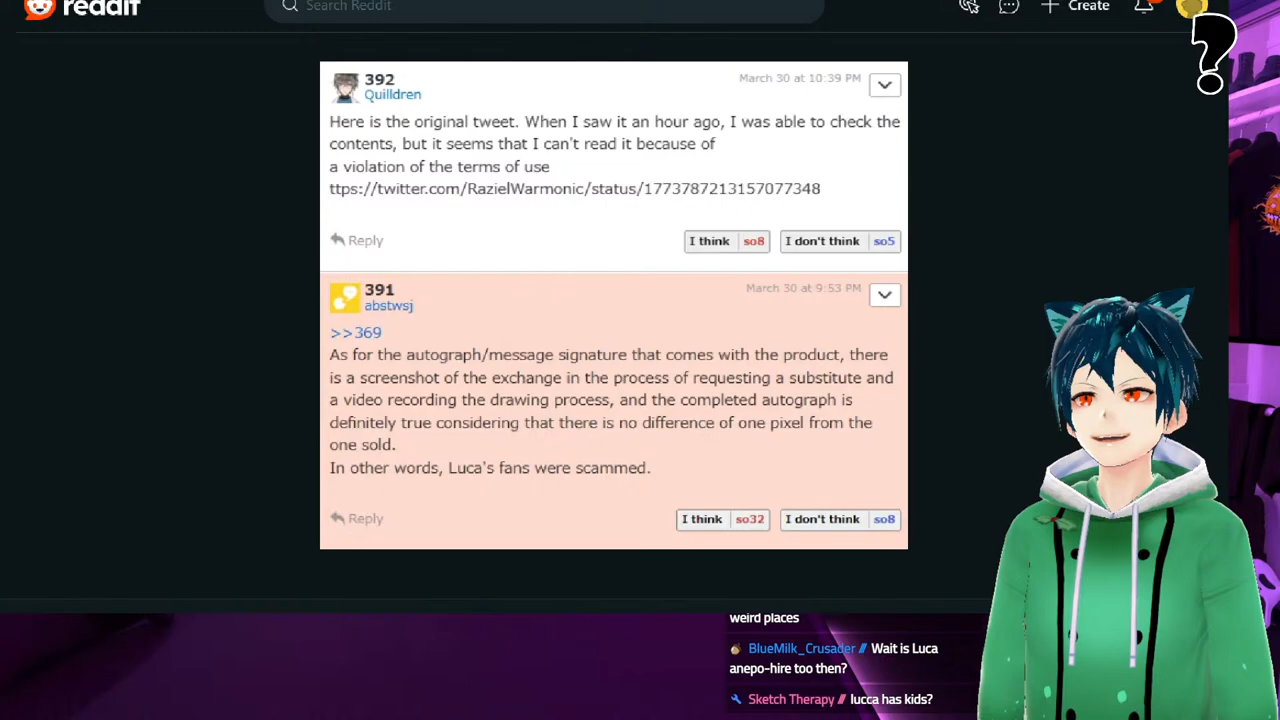 reddit
Search Reddit
Create
392
Quilldren
March 30 at 10:39 PM
Here is the original tweet. When I saw it an hour ago, I was able to check the
contents, but it seems that I can't read it because of
a violation of the terms of use
ttps://twitter.com/RazielWarmonic/status/1773787213157077348
Reply
I think so8
I don't think so5
391
abstwsj
March 30 at 9:53 PM
>>369
As for the autograph/message signature that comes with the product, there
is a screenshot of the exchange in the process of requesting a substitute and
a video recording the drawing process, and the completed autograph is
definitely true considering that there is no difference of one pixel from the
one sold.
In other words, Luca's fans were scammed.
Reply
I think so32
I don't think so8
weird places
BlueMilk_Crusader // Wait is Luca
anepo-hire too then?
Sketch Therapy // lucca has kids?
?